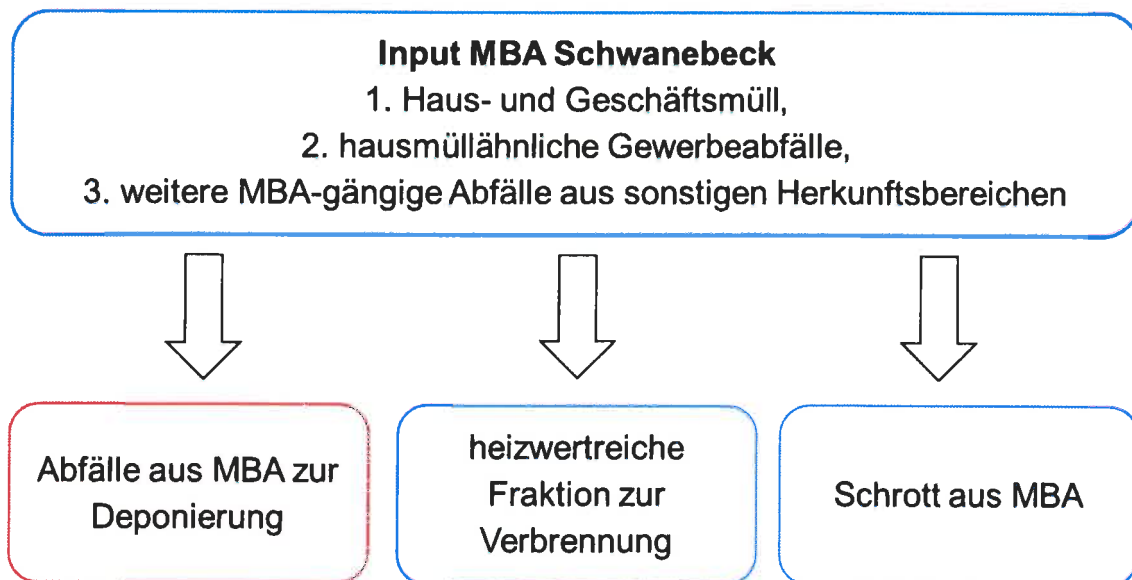 Input MBA Schwanebeck
1. Haus- und Geschäftsmüll,
2. hausmüllähnliche Gewerbeabfälle,
3. weitere MBA-gängige Abfälle aus sonstigen Herkunftsbereichen
Abfälle aus MBA zur
Deponierung
heizwertreiche
Fraktion zur
Verbrennung
Schrott aus MBA